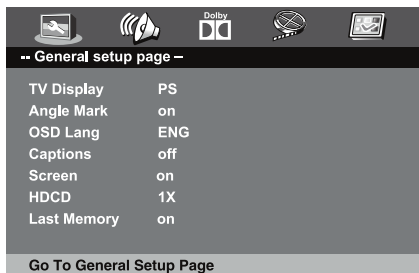 Dolby
-- General setup page –
TV Display PS
Angle Mark on
OSD Lang ENG
Captions off
Screen on
HDCD 1X
Last Memory on
Go To General Setup Page